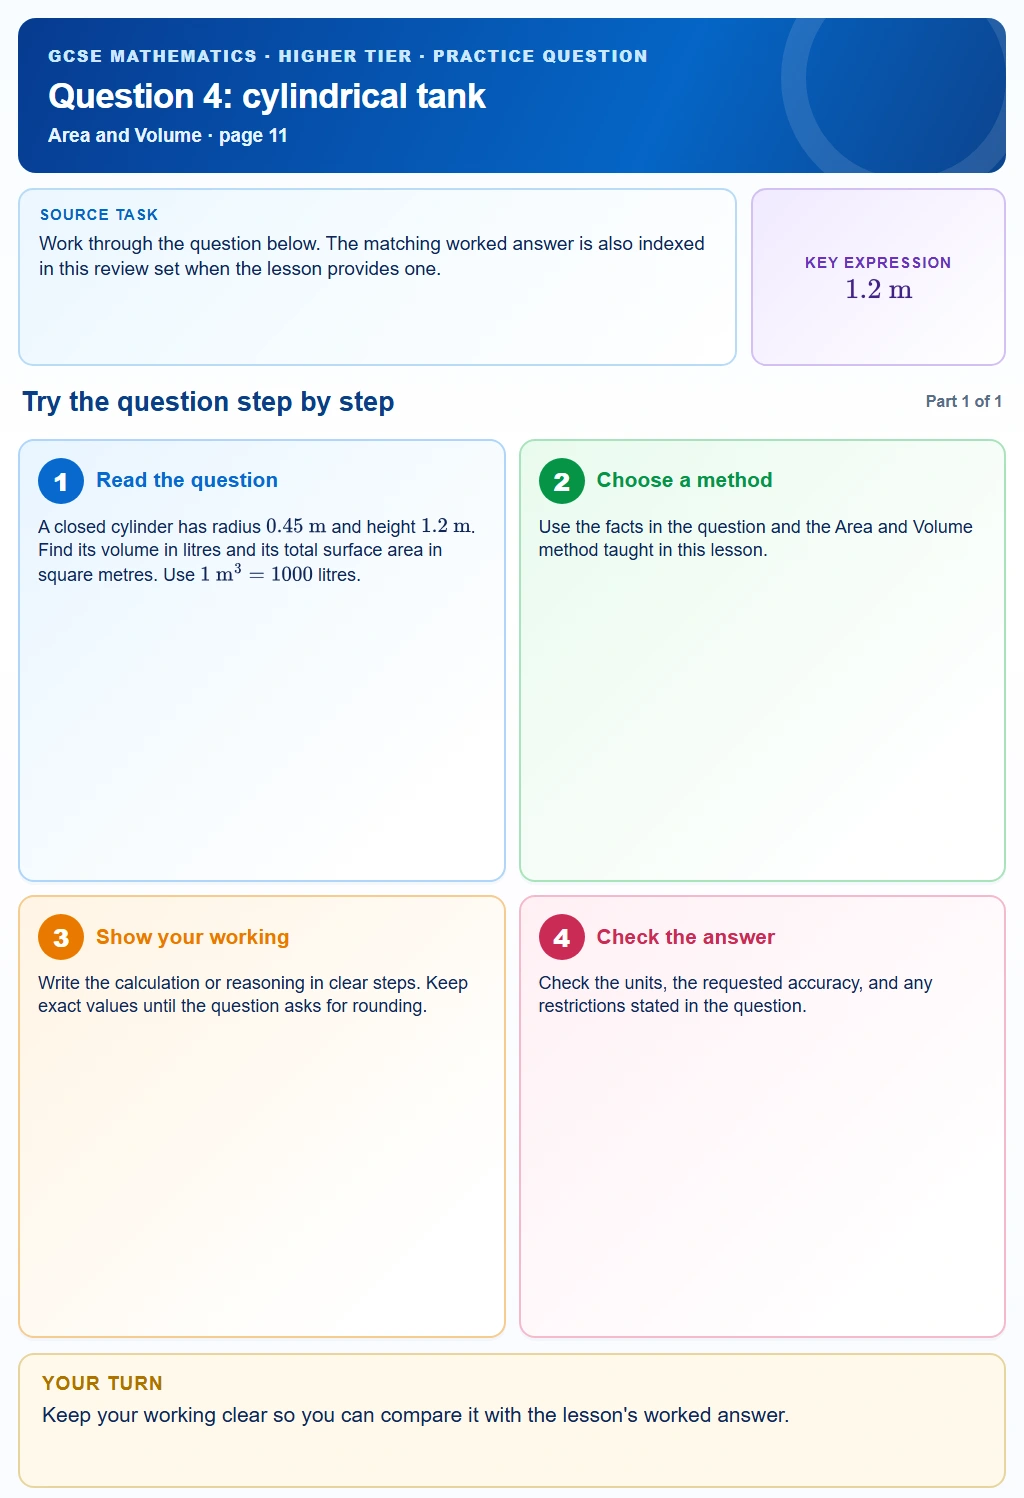 GCSE MATHEMATICS · HIGHER TIER · PRACTICE QUESTION
Question 4: cylindrical tank
Area and Volume · page 11
SOURCE TASK
Work through the question below. The matching worked answer is also indexed
in this review set when the lesson provides one.
KEY EXPRESSION
1.2 m
Try the question step by step
Part 1 of 1
1 Read the question
A closed cylinder has radius 0.45 m and height 1.2 m.
Find its volume in litres and its total surface area in
square metres. Use 1 m³ = 1000 litres.
2 Choose a method
Use the facts in the question and the Area and Volume
method taught in this lesson.
3 Show your working
Write the calculation or reasoning in clear steps. Keep
exact values until the question asks for rounding.
4 Check the answer
Check the units, the requested accuracy, and any
restrictions stated in the question.
YOUR TURN
Keep your working clear so you can compare it with the lesson's worked answer.